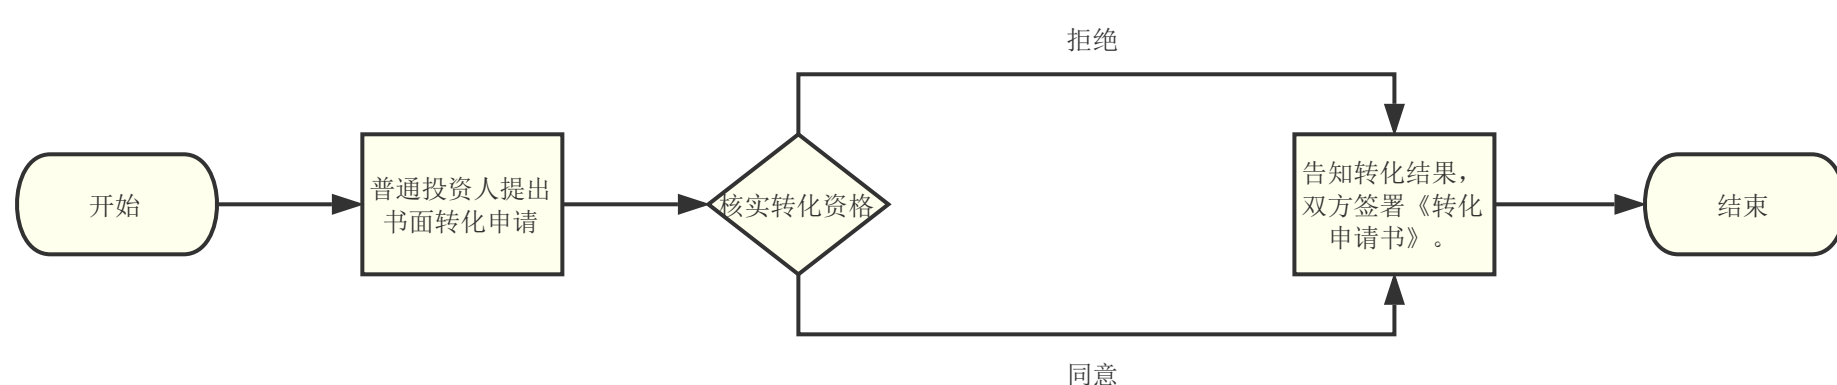 拒绝
开始
普通投资人提出
书面转化申请
核实转化资格
告知转化结果，
双方签署《转化
申请书》。
结束
同意